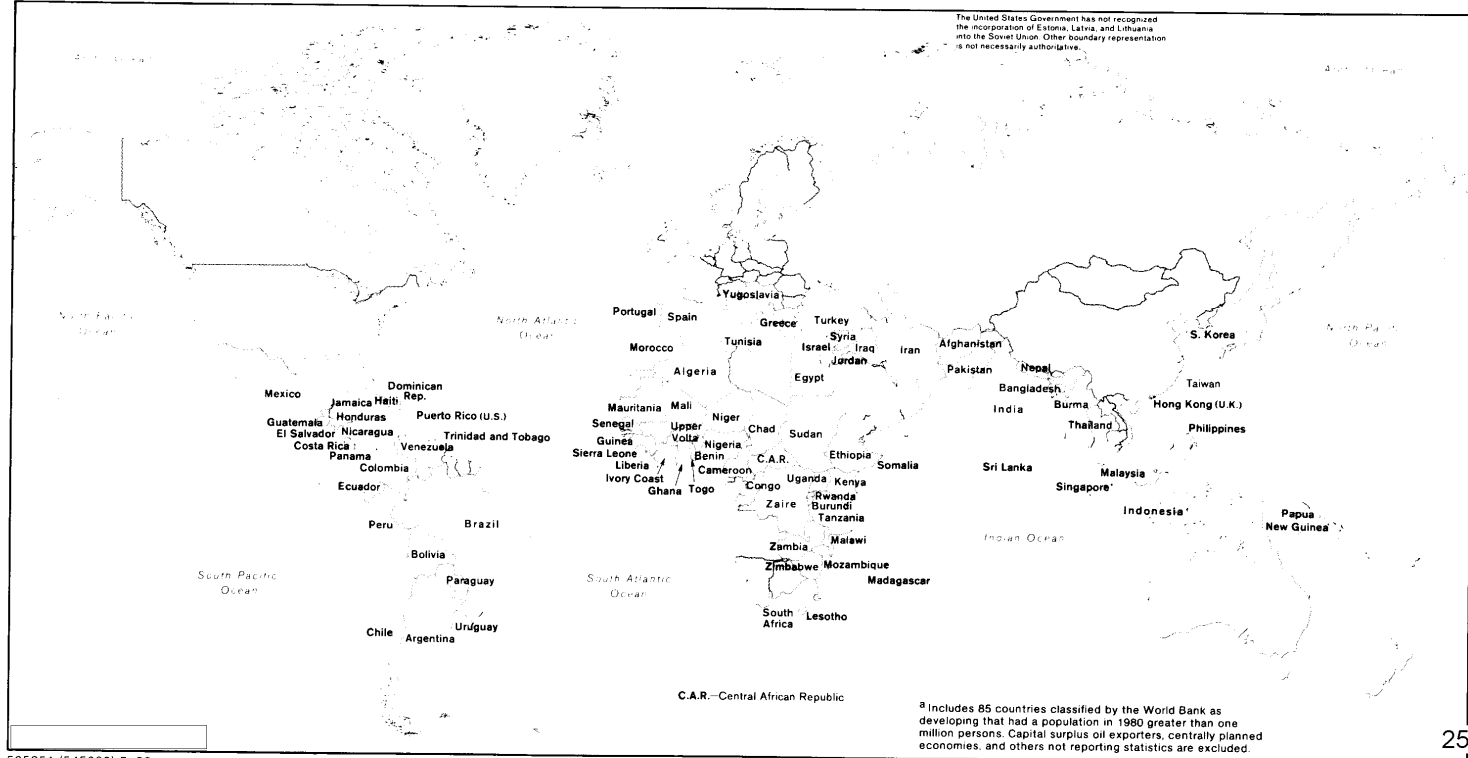 The United States Government has not recognized
the incorporation of Estonia, Latvia, and Lithuania
into the Soviet Union. Other boundary representation
is not necessarily authoritative.
Arctic Ocean
Yugoslavia
Portugal
Spain
Greece
Turkey
North Pacific
Ocean
North Atlantic
Ocean
North Pacific
Ocean
Syria
S. Korea
Morocco
Tunisia
Israel
Iraq
Iran
Afghanistan
Jordan
Algeria
Egypt
Pakistan
Nepal
Mexico
Dominican
Rep.
Jamaica
Haiti
Bangladesh
Taiwan
Mauritania
Mali
India
Burma
Hong Kong (U.K.)
Honduras
Puerto Rico (U.S.)
Niger
Guatemala
Senegal
Upper
Volta
Chad
Sudan
Thailand
Philippines
El Salvador
Nicaragua
Trinidad and Tobago
Guinea
Nigeria
Costa Rica
Venezuela
Sierra Leone
Benin
C.A.R.
Ethiopia
Panama
Colombia
Liberia
Cameroon
Somalia
Sri Lanka
Malaysia
Ivory Coast
Uganda
Kenya
Ecuador
Ghana
Togo
Congo
Singapore
Rwanda
Zaire
Burundi
Tanzania
Indonesia
Papua
New Guinea
Peru
Brazil
Zambia
Malawi
Indian Ocean
Bolivia
Zimbabwe
Mozambique
South Pacific
Ocean
Paraguay
South Atlantic
Ocean
Madagascar
South
Africa
Lesotho
Chile
Argentina
Uruguay
C.A.R.—Central African Republic
a Includes 85 countries classified by the World Bank as
developing that had a population in 1980 greater than one
million persons. Capital surplus oil exporters, centrally planned
economies, and others not reporting statistics are excluded.
25